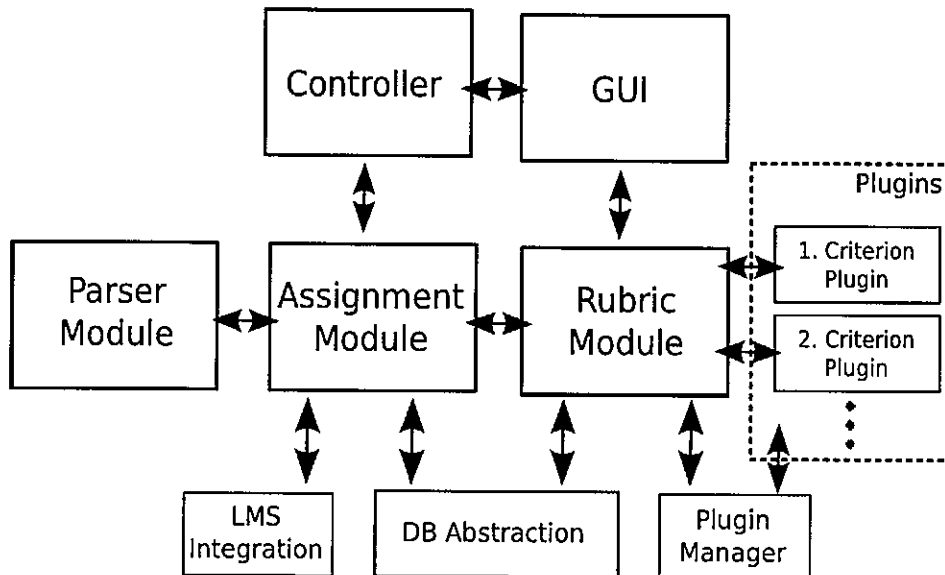 Controller
GUI
Plugins
Parser
Module
Assignment
Module
Rubric
Module
1. Criterion
Plugin
2. Criterion
Plugin
LMS
Integration
DB Abstraction
Plugin
Manager